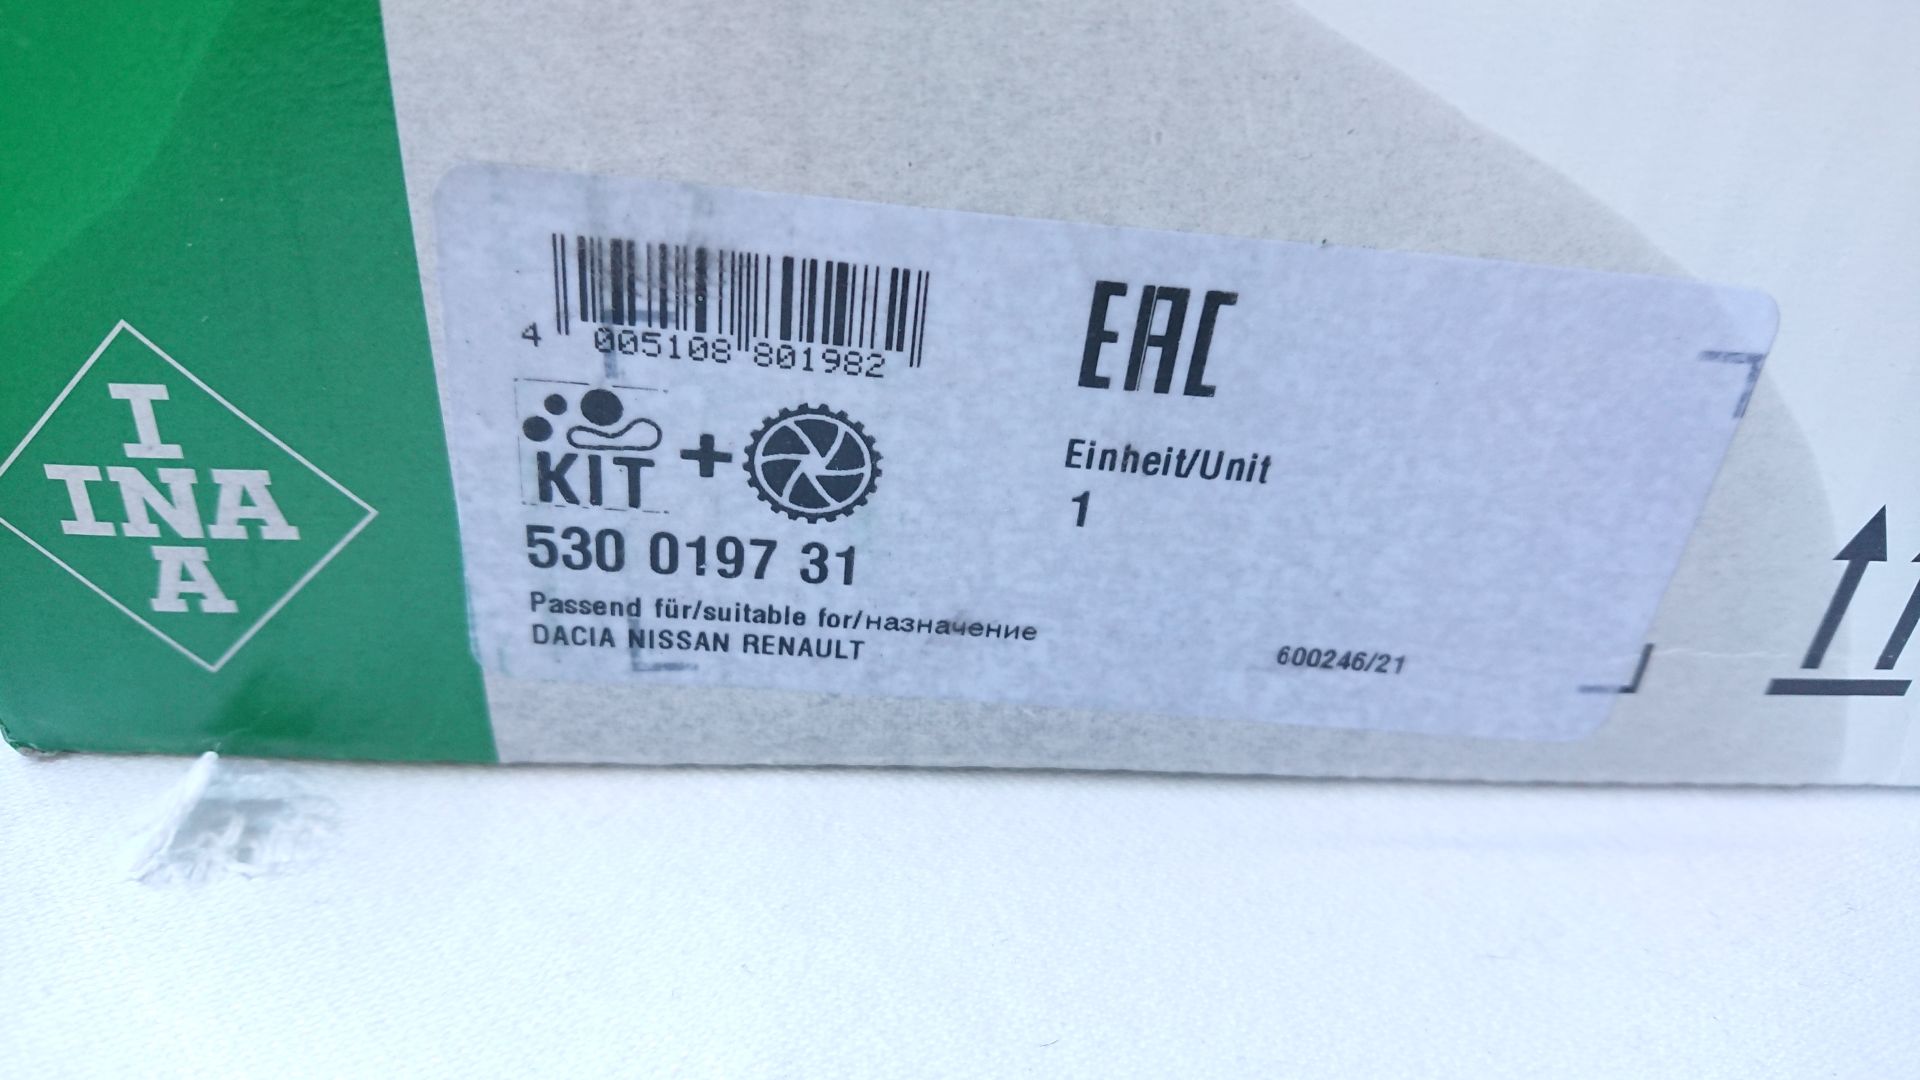 I
INA
A
4 005108 801982
EAC
KIT +
Einheit/Unit
1
530 0197 31
Passend für/suitable for/назначение
DACIA NISSAN RENAULT
600246/21